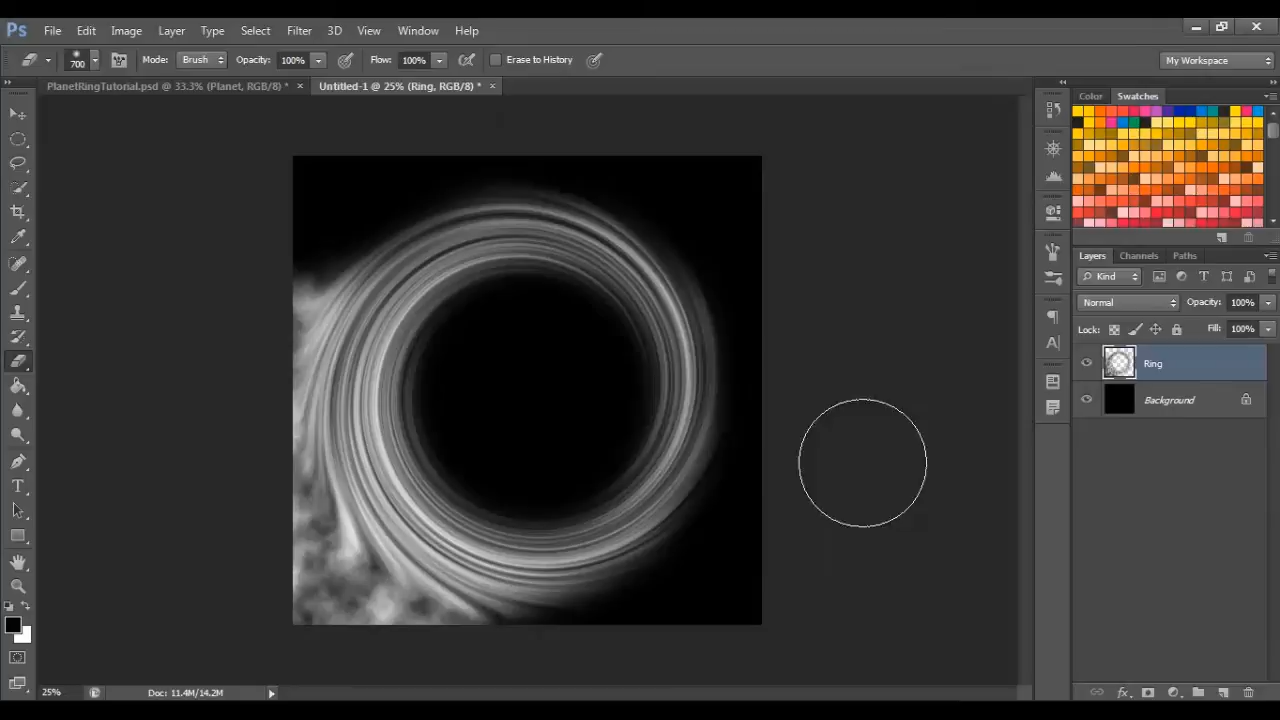 Ps File Edit Image Layer Type Select Filter 3D View Window Help
700 Mode: Brush Opacity: 100% Flow: 100% Erase to History My Workspace
PlanetRingTutorial.psd @ 33.3% (Planet, RGB/8) * × Untitled-1 @ 25% (Ring, RGB/8) * ×
Color Swatches
Layers Channels Paths
Kind
Normal Opacity: 100%
Lock: Fill: 100%
Ring
Background
25% Doc: 11.4M/14.2M